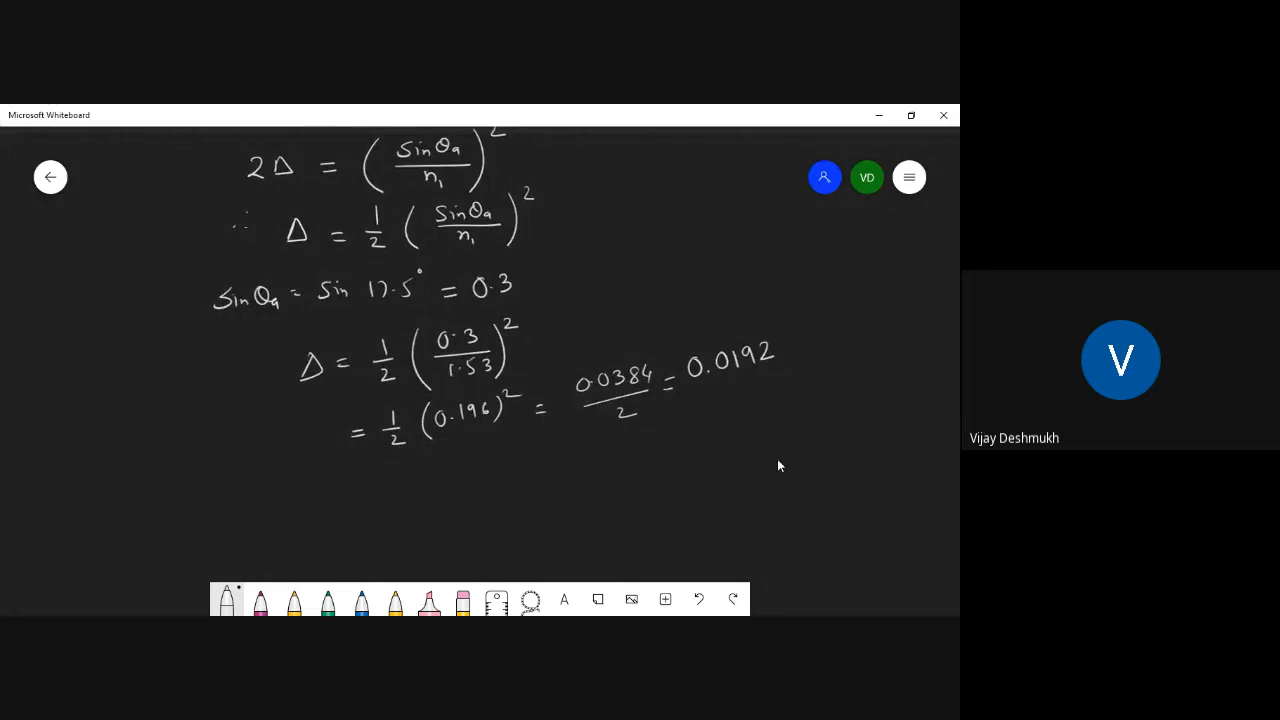 Microsoft Whiteboard
2Δ = (sinθa / n1)^2
VD
∴ Δ = 1/2 (sinθa / n1)^2
sinθa = sin 17.5° = 0.3
Δ = 1/2 (0.3 / 1.53)^2
= 1/2 (0.196)^2 = 0.0384 / 2 = 0.0192
V
Vijay Deshmukh
A